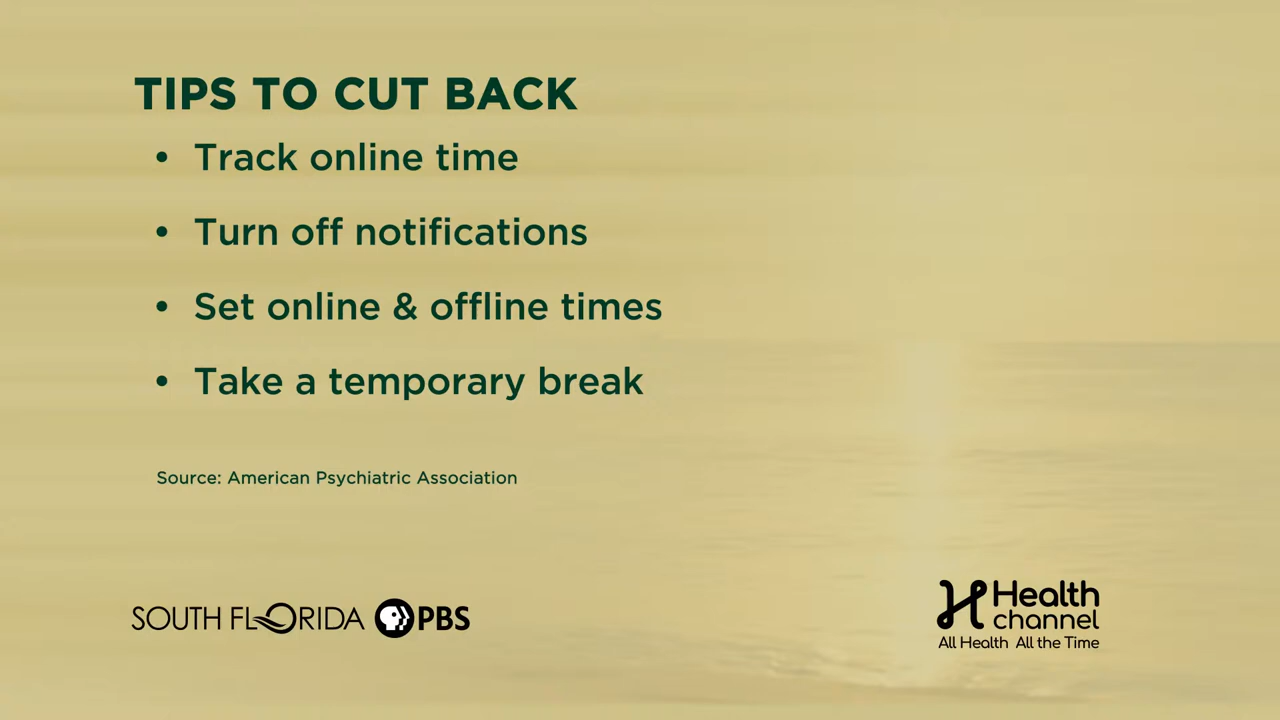 TIPS TO CUT BACK
• Track online time
• Turn off notifications
• Set online & offline times
• Take a temporary break
Source: American Psychiatric Association
SOUTH FLORIDA PBS
Health
channel
All Health All the Time